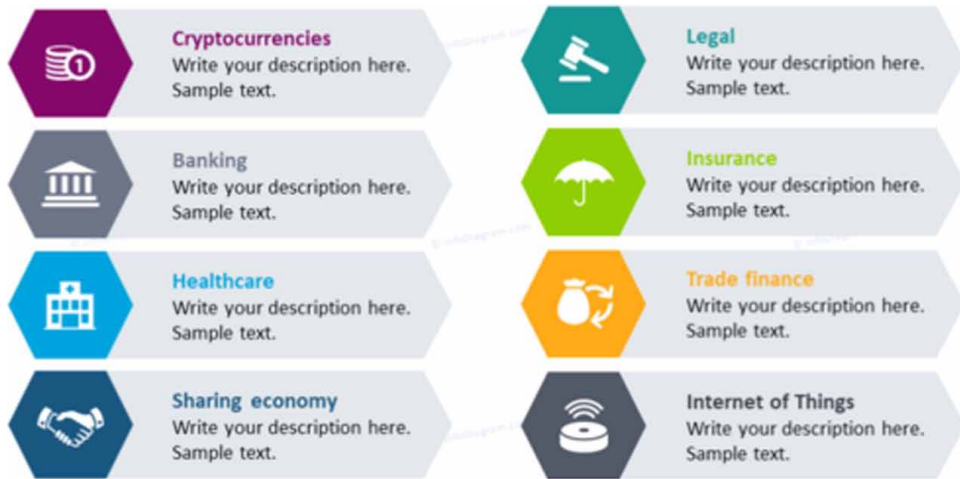 Cryptocurrencies
Write your description here.
Sample text.
Banking
Write your description here.
Sample text.
Healthcare
Write your description here.
Sample text.
Sharing economy
Write your description here.
Sample text.
Legal
Write your description here.
Sample text.
Insurance
Write your description here.
Sample text.
Trade finance
Write your description here.
Sample text.
Internet of Things
Write your description here.
Sample text.
1
© infoDiagram.com